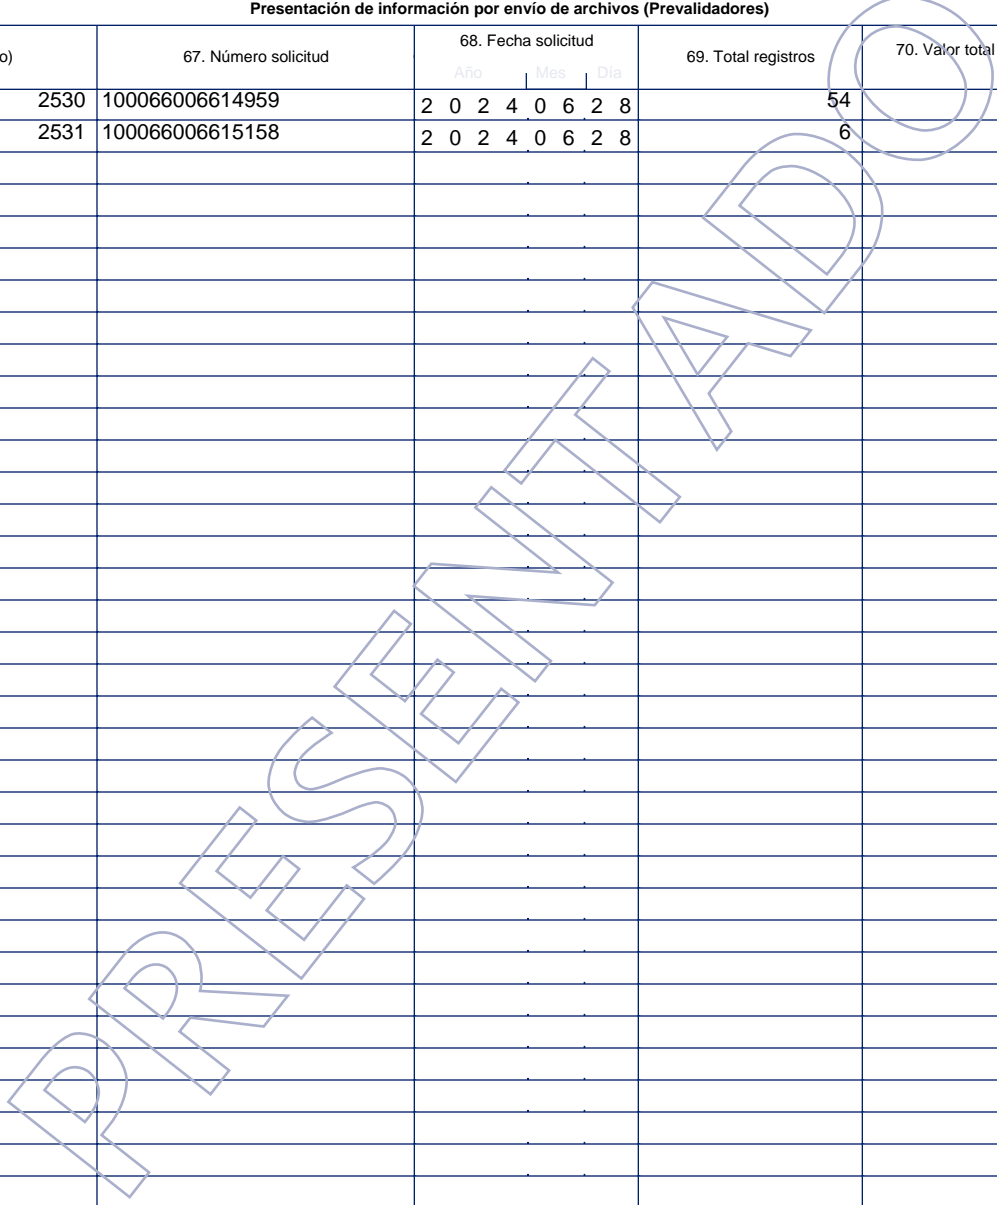 Presentación de información por envío de archivos (Prevalidadores)
o) 67. Número solicitud 68. Fecha solicitud 69. Total registros 70. Valor total
Año Mes Día
2530 100066006614959 2 0 2 4 0 6 2 8 54
2531 100066006615158 2 0 2 4 0 6 2 8 6
PRESENTADO